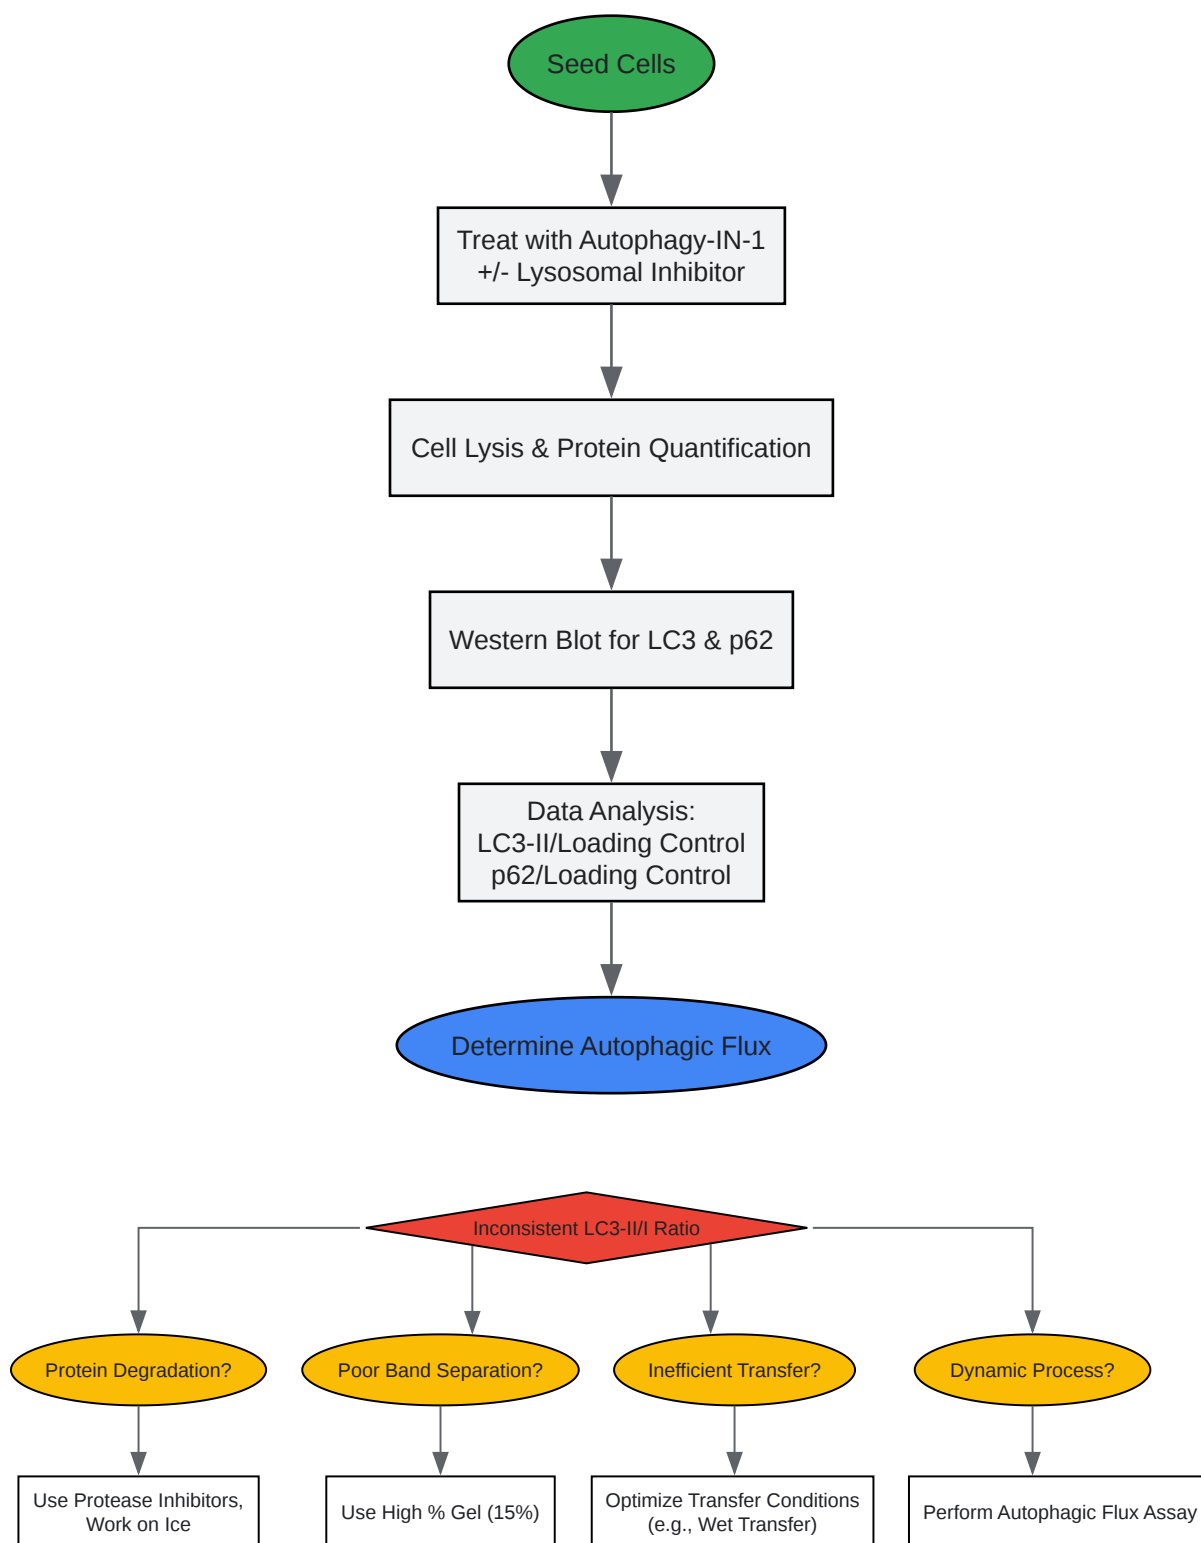 Seed Cells
Treat with Autophagy-IN-1
+/- Lysosomal Inhibitor
Cell Lysis & Protein Quantification
Western Blot for LC3 & p62
Data Analysis:
LC3-II/Loading Control
p62/Loading Control
Determine Autophagic Flux
Inconsistent LC3-II/I Ratio
Protein Degradation?
Poor Band Separation?
Inefficient Transfer?
Dynamic Process?
Use Protease Inhibitors,
Work on Ice
Use High % Gel (15%)
Optimize Transfer Conditions
(e.g., Wet Transfer)
Perform Autophagic Flux Assay